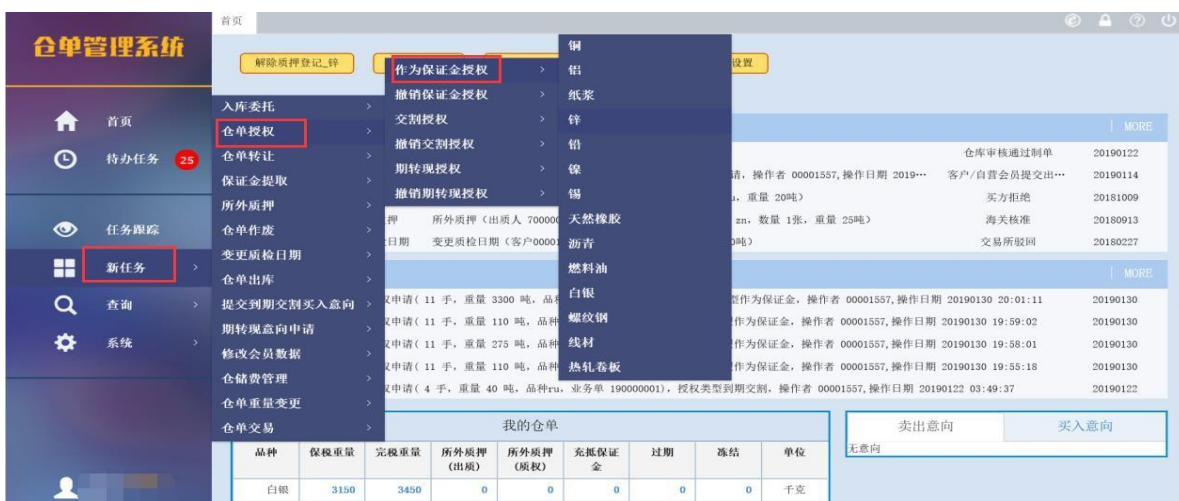 仓单管理系统
首页
待办任务 25
任务跟踪
新任务
查询
系统
首页
解除质押登记_锌
设置
入库委托
仓单授权
仓单转让
保证金提取
所外质押
仓单作废
变更质检日期
仓单出库
提交到期交割买入意向
期转现意向申请
修改会员数据
仓储费管理
仓单重量变更
仓单交易
作为保证金授权
撤销保证金授权
交割授权
撤销交割授权
期转现授权
撤销期转现授权
铜
铝
纸浆
锌
铅
镍
锡
天然橡胶
沥青
燃料油
白银
螺纹钢
线材
热轧卷板
MORE
仓库审核通过制单 20190122
请, 操作者 00001557,操作日期 2019… 客户/自营会员提交出… 20190114
u, 重量 20吨) 买方拒绝 20181009
押 所外质押(出质人 70000 zn, 数量 1张, 重量 25吨) 海关核准 20180913
日期 变更质检日期(客户0000 吨) 交易所驳回 20180227
MORE
权申请( 11 手, 重量 3300 吨, 品 型作为保证金, 操作者 00001557,操作日期 20190130 20:01:11 20190130
权申请( 11 手, 重量 110 吨, 品种 作为保证金, 操作者 00001557,操作日期 20190130 19:59:02 20190130
权申请( 11 手, 重量 275 吨, 品种 作为保证金, 操作者 00001557,操作日期 20190130 19:58:01 20190130
权申请( 11 手, 重量 110 吨, 品种 作为保证金, 操作者 00001557,操作日期 20190130 19:55:18 20190130
权申请( 4 手, 重量 40 吨, 品种ru, 业务单 190000001), 授权类型到期交割, 操作者 00001557,操作日期 20190122 03:49:37 20190122
我的仓单
品种 保税重量 完税重量 所外质押(出质) 所外质押(质权) 充抵保证金 过期 冻结 单位
白银 3150 3450 0 0 0 0 0 千克
卖出意向 买入意向
无意向